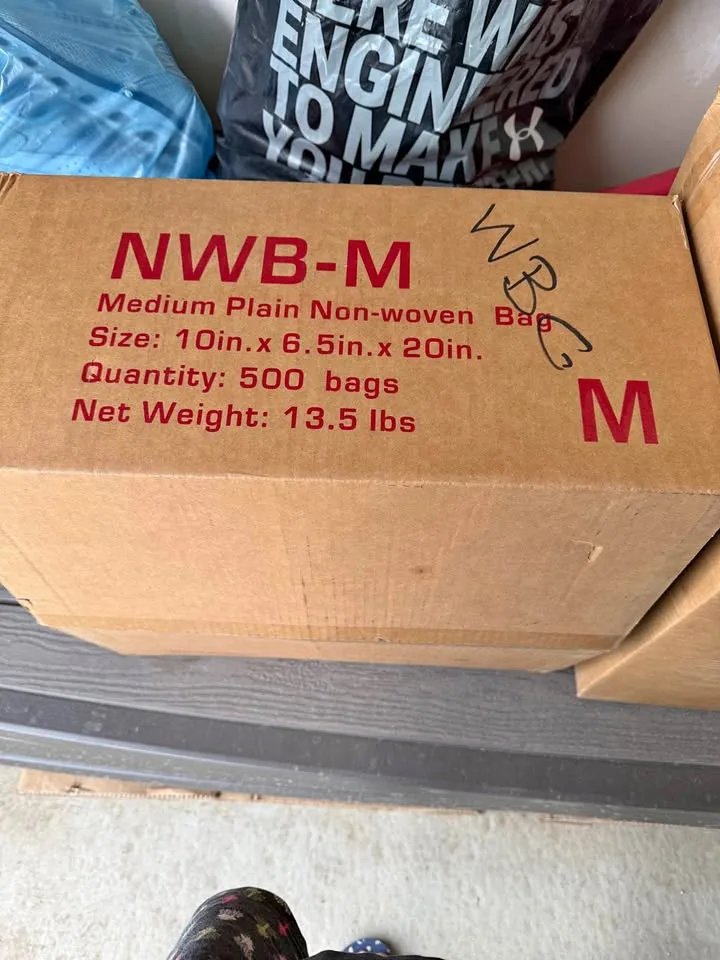 ENGIN
TO MAKE
NWB-M
Medium Plain Non-woven Bag
Size: 10in.x 6.5in.x 20in.
Quantity: 500 bags
Net Weight: 13.5 lbs
WBC
M